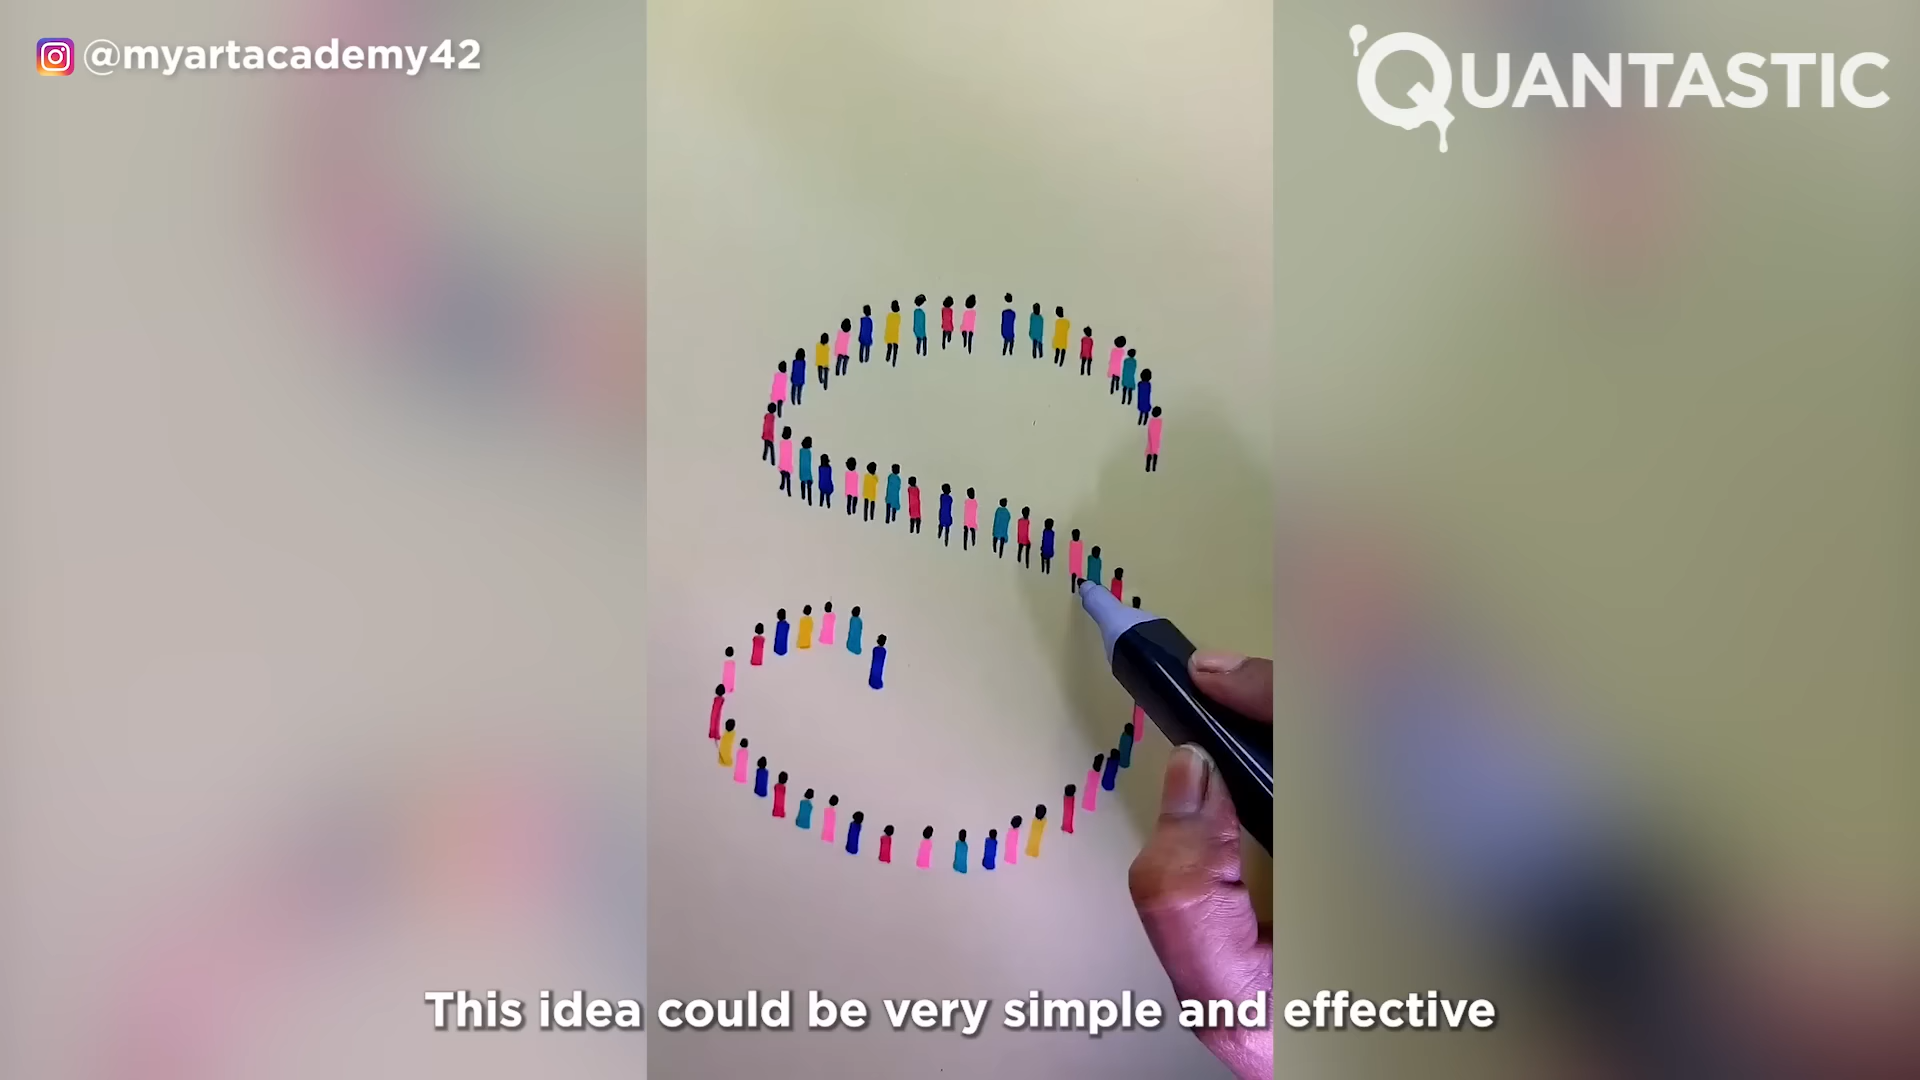 @myartacademy42
QUANTASTIC
This idea could be very simple and effective